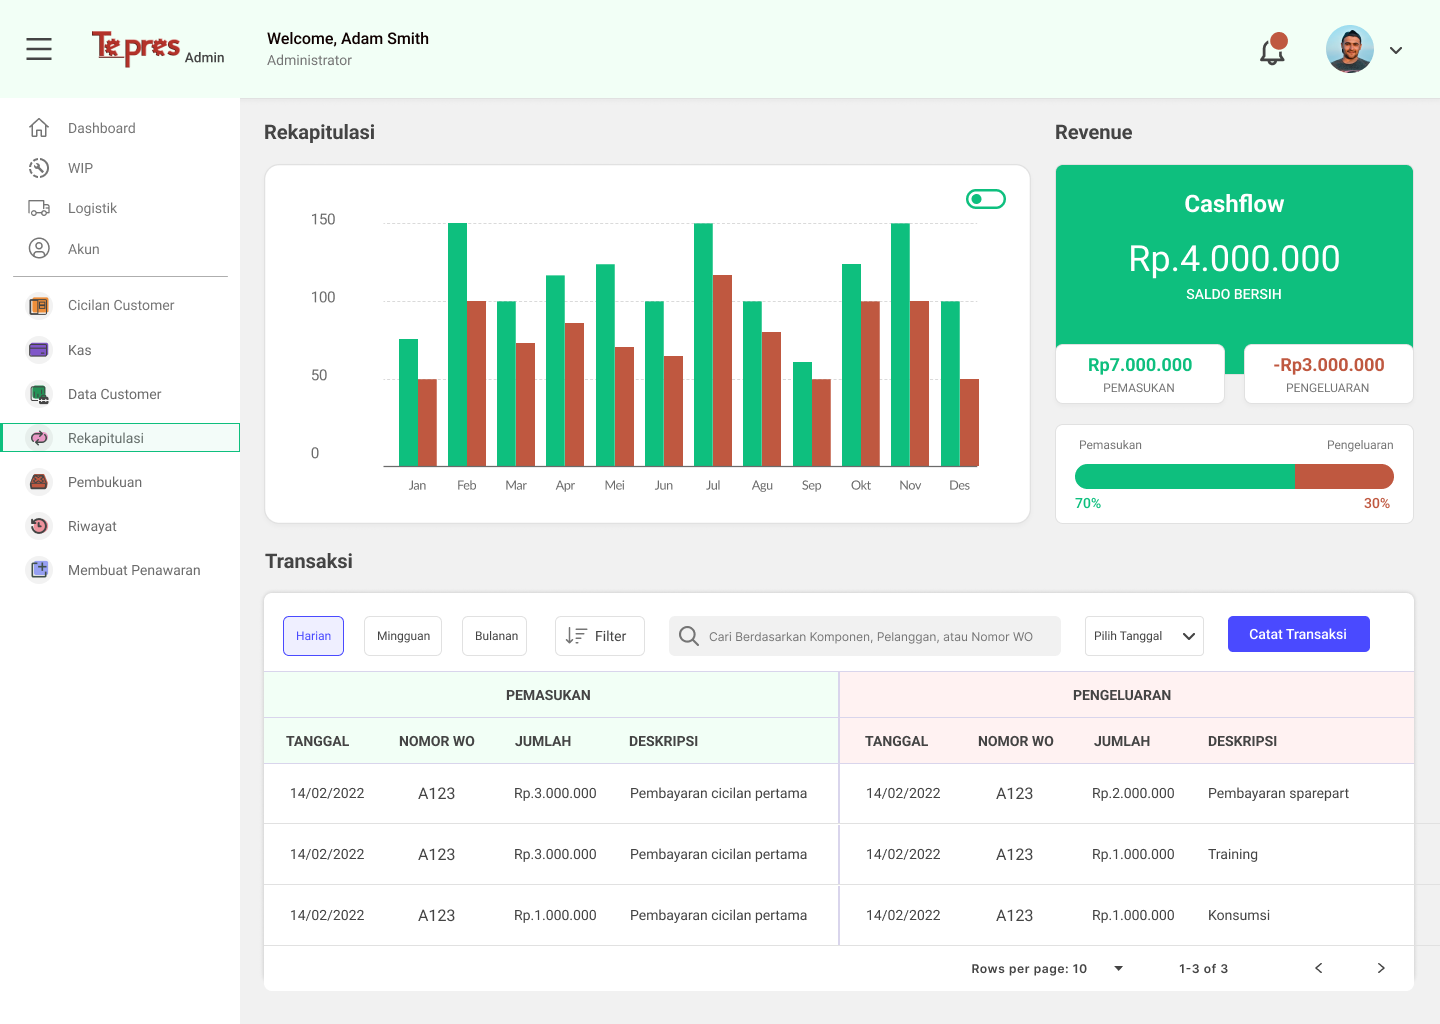 Te pres Admin
Welcome, Adam Smith
Administrator
Dashboard
WIP
Logistik
Akun
Cicilan Customer
Kas
Data Customer
Rekapitulasi
Pembukuan
Riwayat
Membuat Penawaran
Rekapitulasi
150
100
50
0
Jan Feb Mar Apr Mei Jun Jul Agu Sep Okt Nov Des
Revenue
Cashflow
Rp.4.000.000
SALDO BERSIH
Rp7.000.000
PEMASUKAN
-Rp3.000.000
PENGELUARAN
Pemasukan Pengeluaran
70% 30%
Transaksi
Harian Mingguan Bulanan Filter Cari Berdasarkan Komponen, Pelanggan, atau Nomor WO Pilih Tanggal Catat Transaksi
PEMASUKAN PENGELUARAN
TANGGAL NOMOR WO JUMLAH DESKRIPSI TANGGAL NOMOR WO JUMLAH DESKRIPSI
14/02/2022 A123 Rp.3.000.000 Pembayaran cicilan pertama 14/02/2022 A123 Rp.2.000.000 Pembayaran sparepart
14/02/2022 A123 Rp.3.000.000 Pembayaran cicilan pertama 14/02/2022 A123 Rp.1.000.000 Training
14/02/2022 A123 Rp.1.000.000 Pembayaran cicilan pertama 14/02/2022 A123 Rp.1.000.000 Konsumsi
Rows per page: 10 1-3 of 3